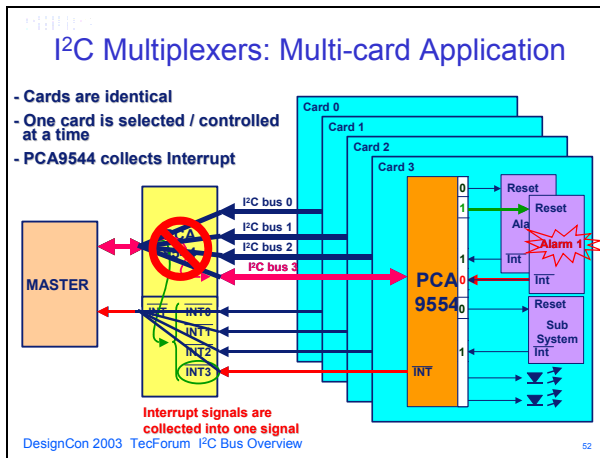 I²C Multiplexers: Multi-card Application
- Cards are identical
- One card is selected / controlled
at a time
- PCA9544 collects Interrupt
Card 0
Card 1
Card 2
Card 3
I²C bus 0
I²C bus 1
I²C bus 2
I²C bus 3
MASTER
INT
INT0
INT1
INT2
INT3
PCA
9554
INT
0
1
1
0
0
1
Reset
Reset
Alarm 1
Int
Int
Reset
Sub
System
Int
Interrupt signals are
collected into one signal
DesignCon 2003 TecForum I²C Bus Overview
52